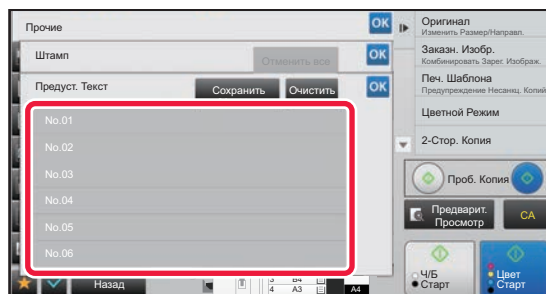 Прочие
OK
Штамп
Отменить все
OK
Предуст. Текст
Сохранить
Очистить
OK
No.01
No.02
No.03
No.04
No.05
No.06
Назад
3 B4
4 A3
A4
Оригинал
Изменить Размер/Направл.
Заказн. Изобр.
Комбинировать Зарег. Изображ.
Печ. Шаблона
Предупреждение Несанкц. Копий
Цветной Режим
2-Стор. Копия
Проб. Копия
Предварит.
Просмотр
CA
Ч/Б
Старт
Цвет
Старт